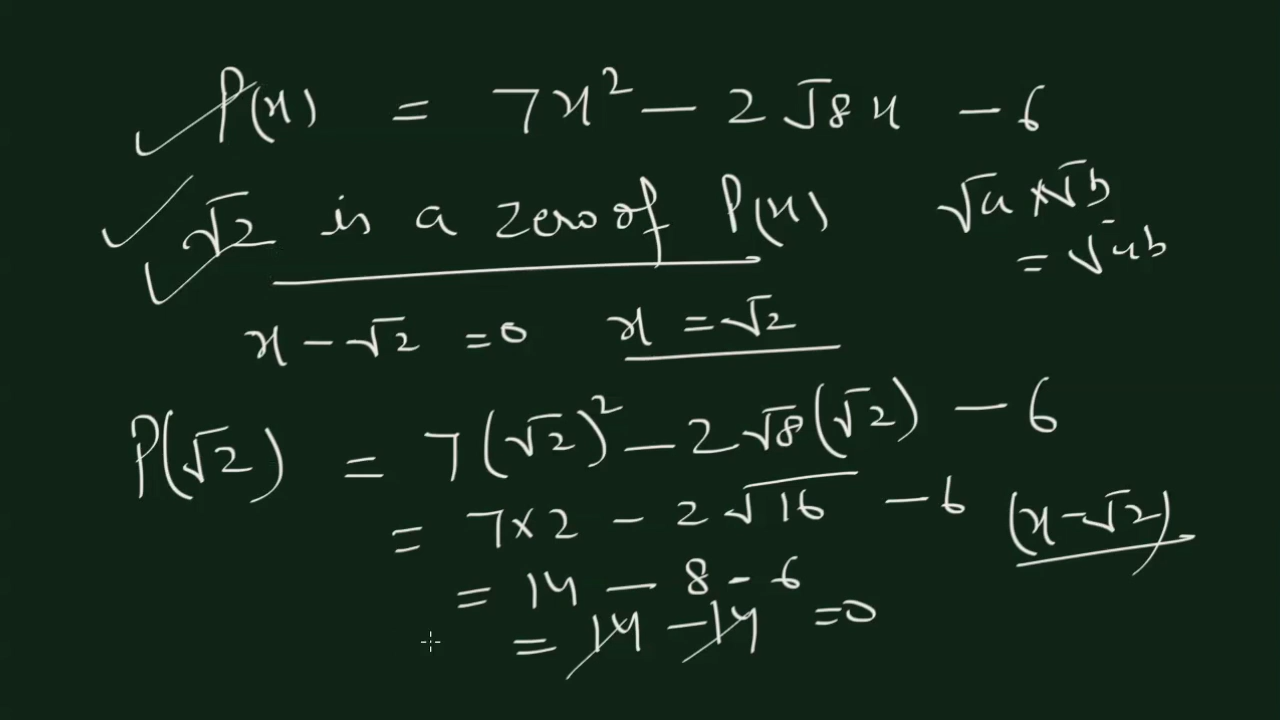 P(x) = 7x² - 2√8x - 6
√2 is a zero of P(x)
√a × √b
= √ab
x - √2 = 0 x = √2
P(√2) = 7(√2)² - 2√8(√2) - 6
= 7×2 - 2√16 - 6
(x - √2)
= 14 - 8 - 6
= 14 - 14 = 0